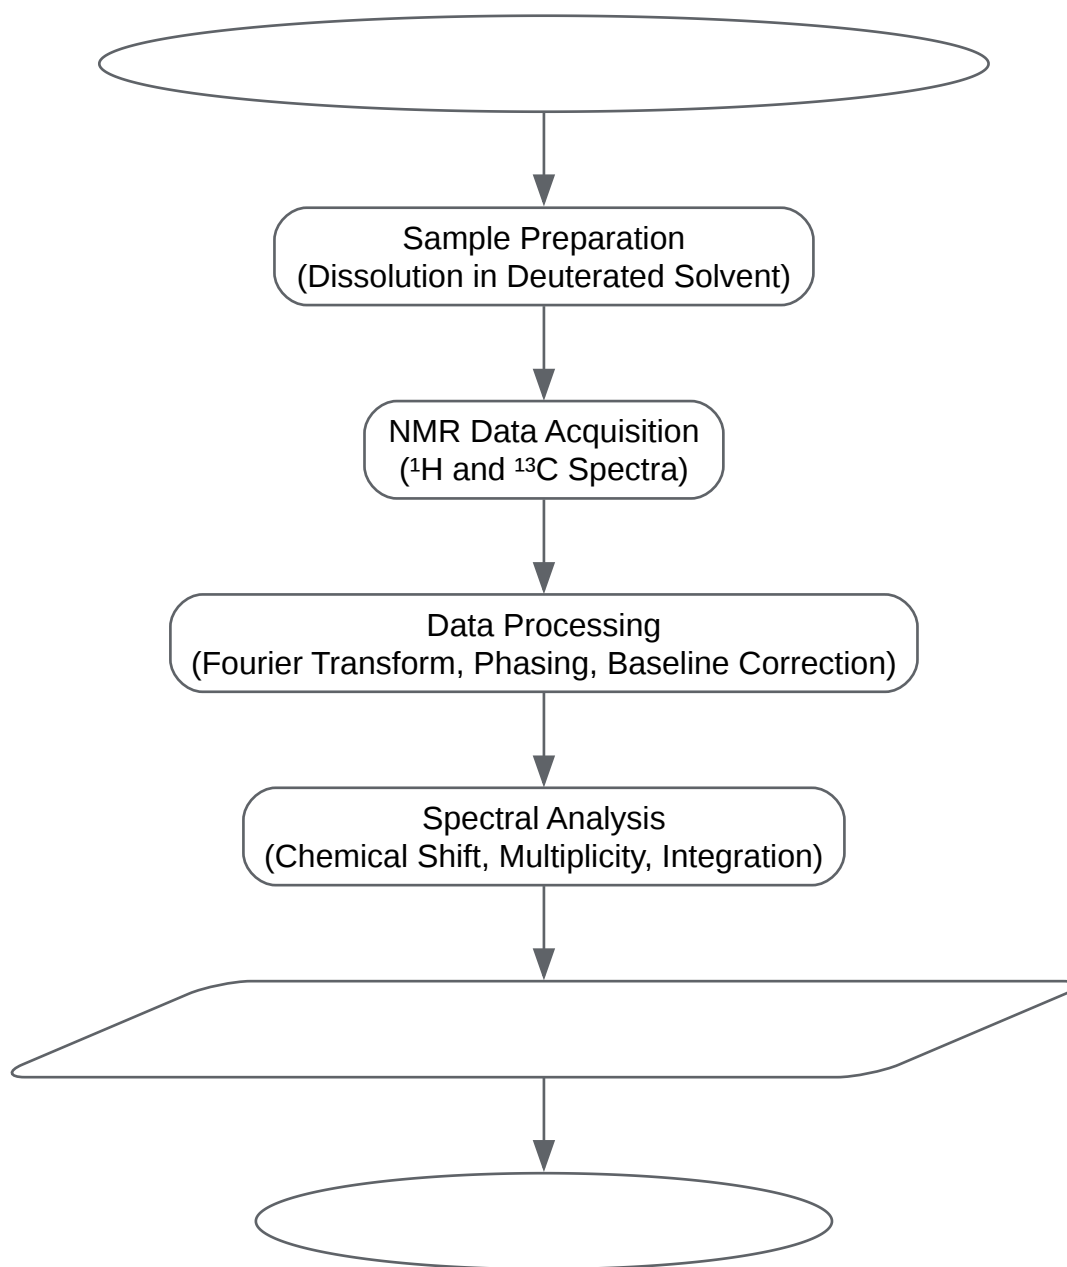 Sample Preparation
(Dissolution in Deuterated Solvent)
NMR Data Acquisition
(¹H and ¹³C Spectra)
Data Processing
(Fourier Transform, Phasing, Baseline Correction)
Spectral Analysis
(Chemical Shift, Multiplicity, Integration)